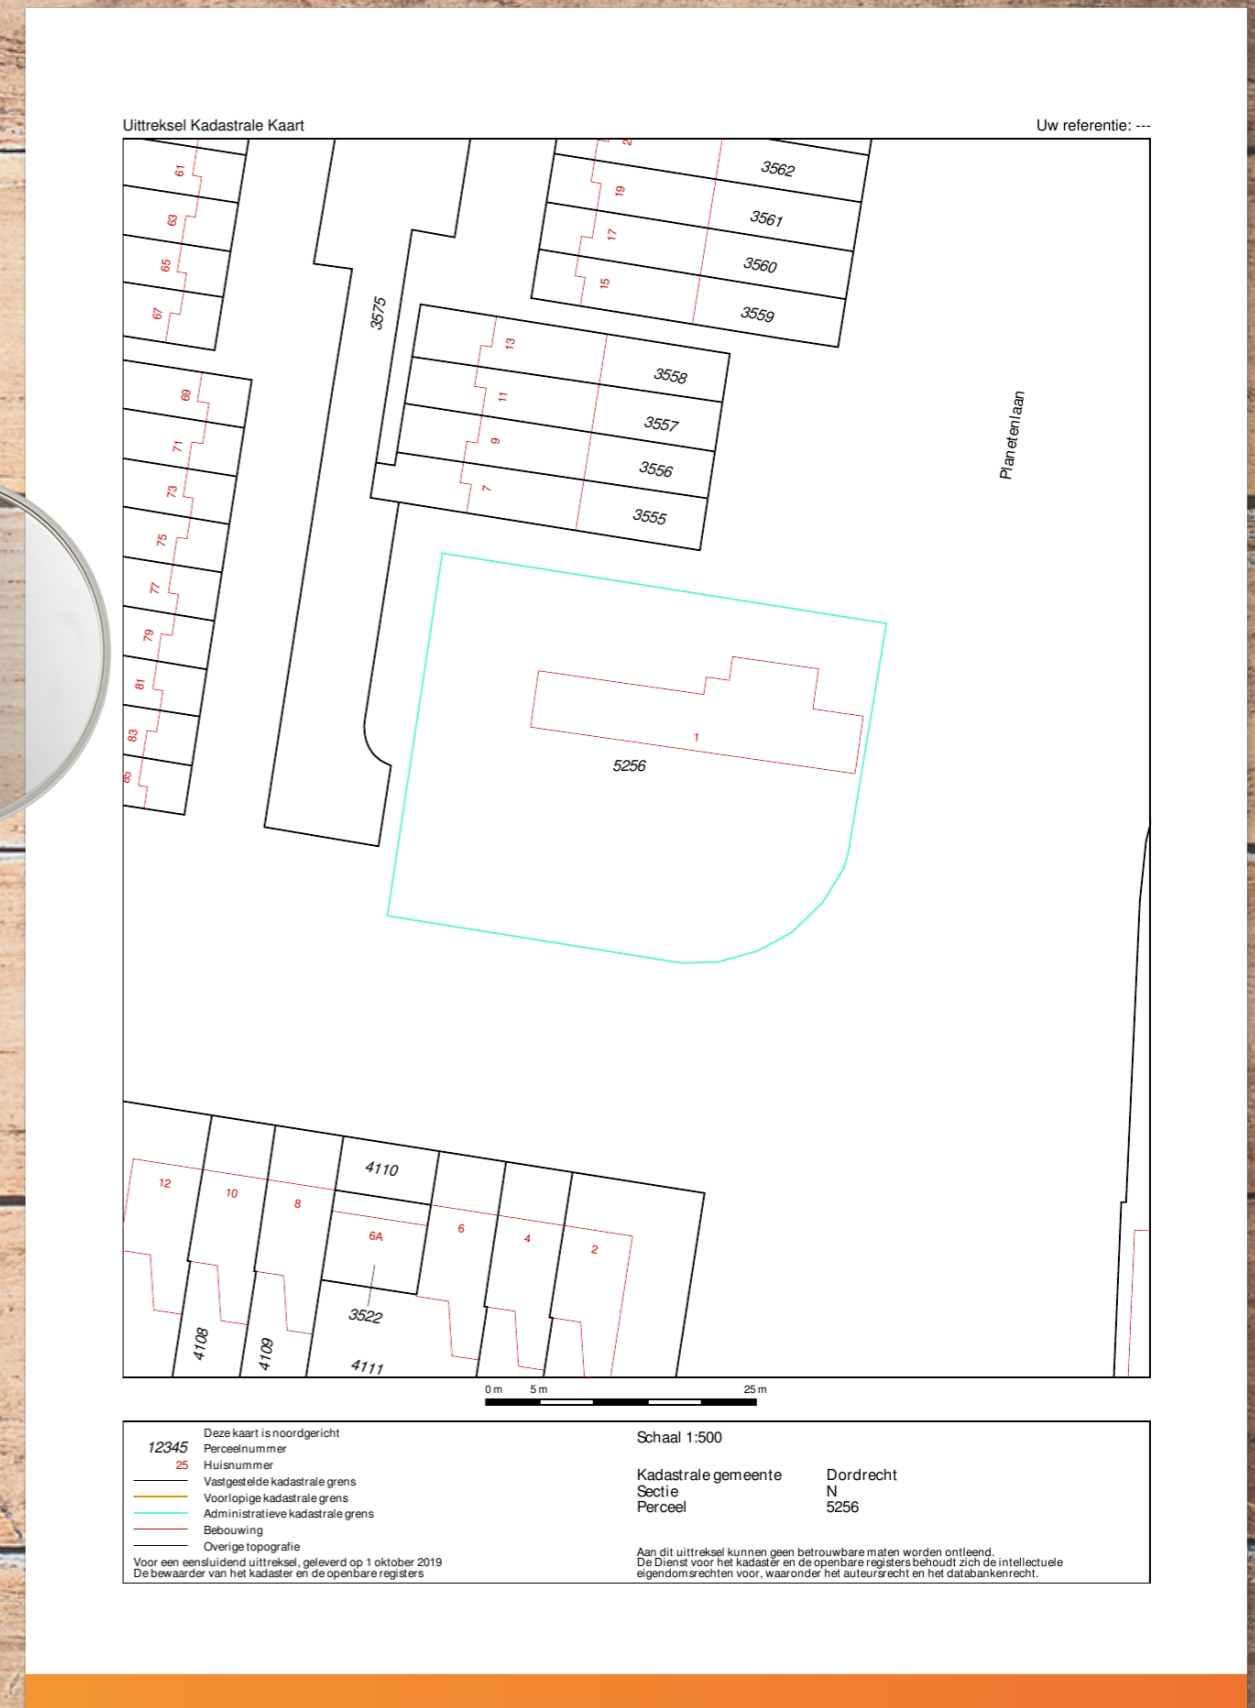 Uittreksel Kadastrale Kaart
Uw referentie: ---
61
63
65
67
69
71
73
75
77
79
81
83
85
3575
19
17
15
3562
3561
3560
3559
13
11
9
7
3558
3557
3556
3555
Planetenlaan
1
5256
12
10
8
4110
6A
6
4
2
3522
4108
4109
4111
0 m 5 m 25 m
Deze kaart is noordgericht
12345 Perceelnummer
25 Huisnummer
Vastgestelde kadastrale grens
Voorlopige kadastrale grens
Administratieve kadastrale grens
Bebouwing
Overige topografie
Voor een eensluidend uittreksel, geleverd op 1 oktober 2019
De bewaarder van het kadaster en de openbare registers
Schaal 1:500
Kadastrale gemeente Dordrecht
Sectie N
Perceel 5256
Aan dit uittreksel kunnen geen betrouwbare maten worden ontleend.
De Dienst voor het kadaster en de openbare registers behoudt zich de intellectuele
eigendomsrechten voor, waaronder het auteursrecht en het databankenrecht.